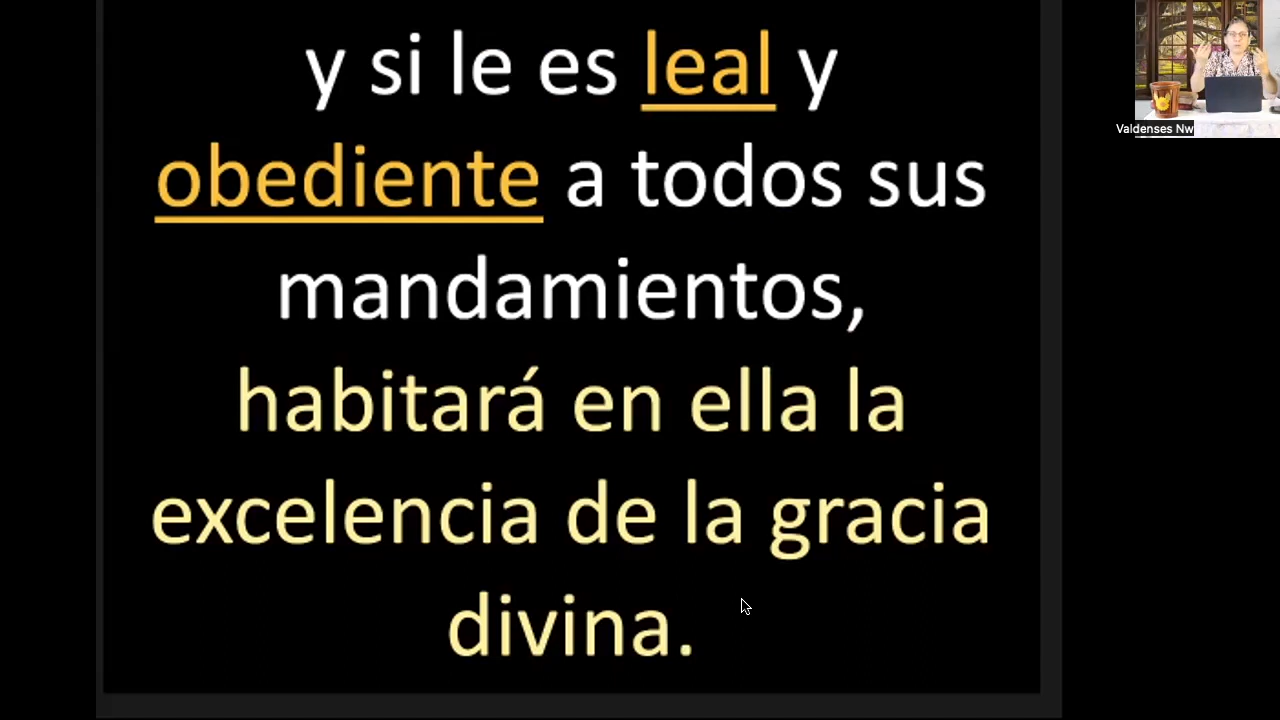 y si le es leal y
obediente a todos sus
mandamientos,
habitará en ella la
excelencia de la gracia
divina.
Valdenses Nw